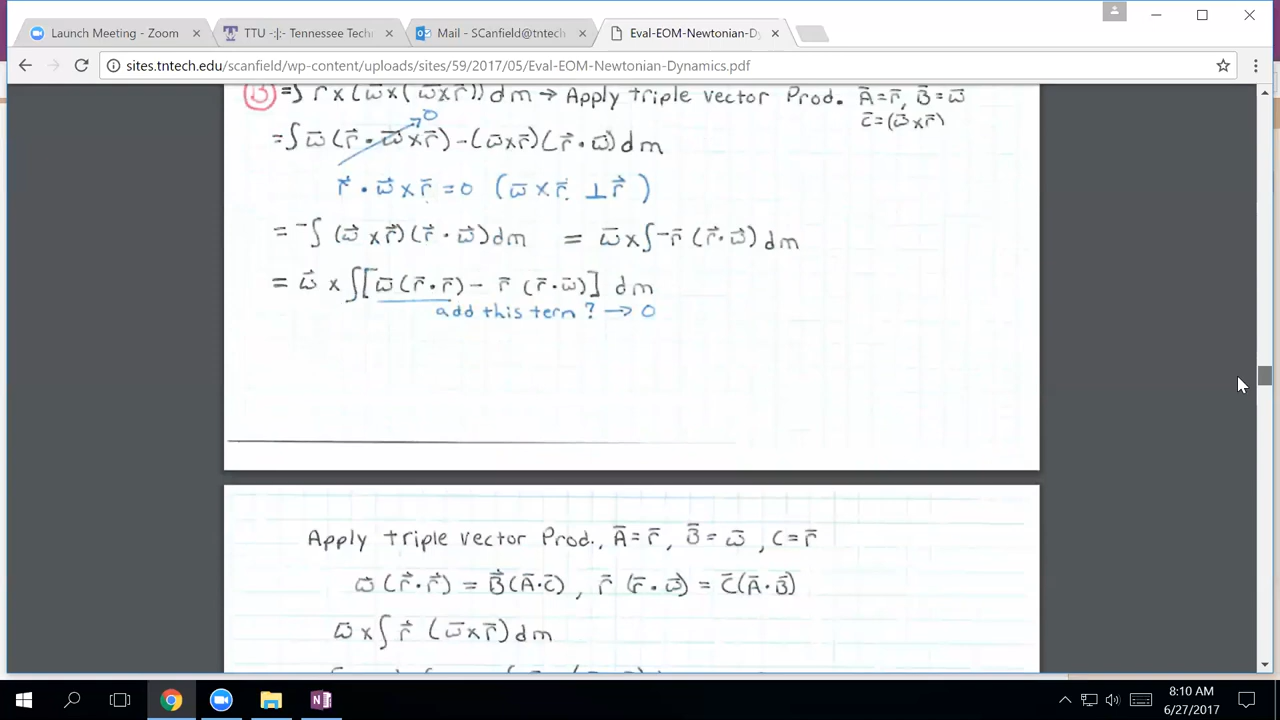 Launch Meeting - Zoom
TTU -:|:- Tennessee Tech
Mail - SCanfield@tntech
Eval-EOM-Newtonian-D
sites.tntech.edu/scanfield/wp-content/uploads/sites/59/2017/05/Eval-EOM-Newtonian-Dynamics.pdf
Ⓑ =∫ r̄ × (ω̄ × (ω̄ × r̄)) dm → Apply triple vector Prod. Ā = r̄, B̄ = ω̄
C̄ = (ω̄ × r̄)
= ∫ ω̄ (r̄ · ω̄ × r̄) - (ω̄ × r̄)(r̄ · ω̄) dm
0
r⃗ · ω⃗ × r̄ = 0 (ω̄ × r̄ ⊥ r⃗)
= -∫ (ω⃗ × r⃗)(r⃗ · ω⃗) dm = ω̄ × ∫ -r̄ (r⃗ · ω⃗) dm
= ω⃗ × ∫ [ω̄ (r̄ · r̄) - r̄ (r̄ · ω̄)] dm
add this term ? → 0
Apply triple vector Prod., Ā = r̄, B̄ = ω̄, C = r̄
ω⃗ (r⃗ · r⃗) = B⃗ (Ā · C̄), r̄ (r̄ · ω⃗) = C̄ (Ā · B̄)
ω̄ × ∫ r⃗ (ω̄ × r̄) dm
8:10 AM
6/27/2017